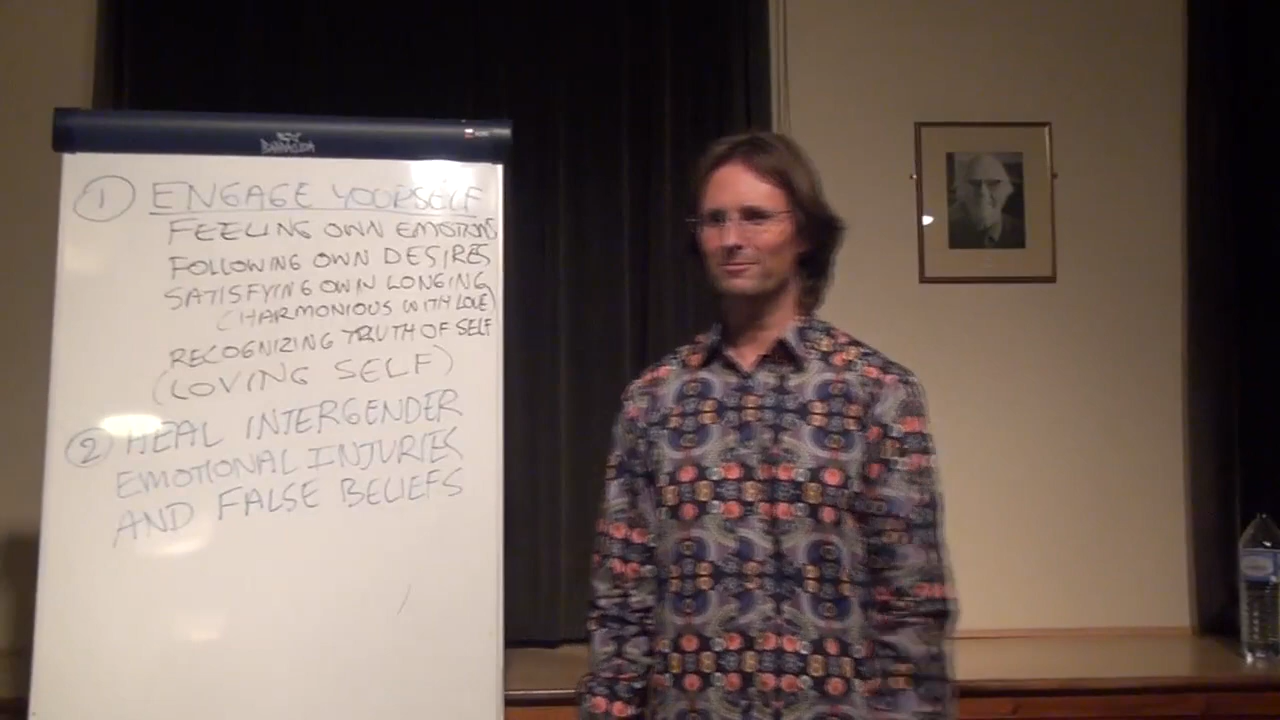 BARRACUDA
① ENGAGE YOURSELF
FEELING OWN EMOTIONS
FOLLOWING OWN DESIRES
SATISFYING OWN LONGING
(HARMONIOUS WITH LOVE)
RECOGNIZING TRUTH OF SELF
(LOVING SELF)
② HEAL INTERGENDER
EMOTIONAL INJURIES
AND FALSE BELIEFS